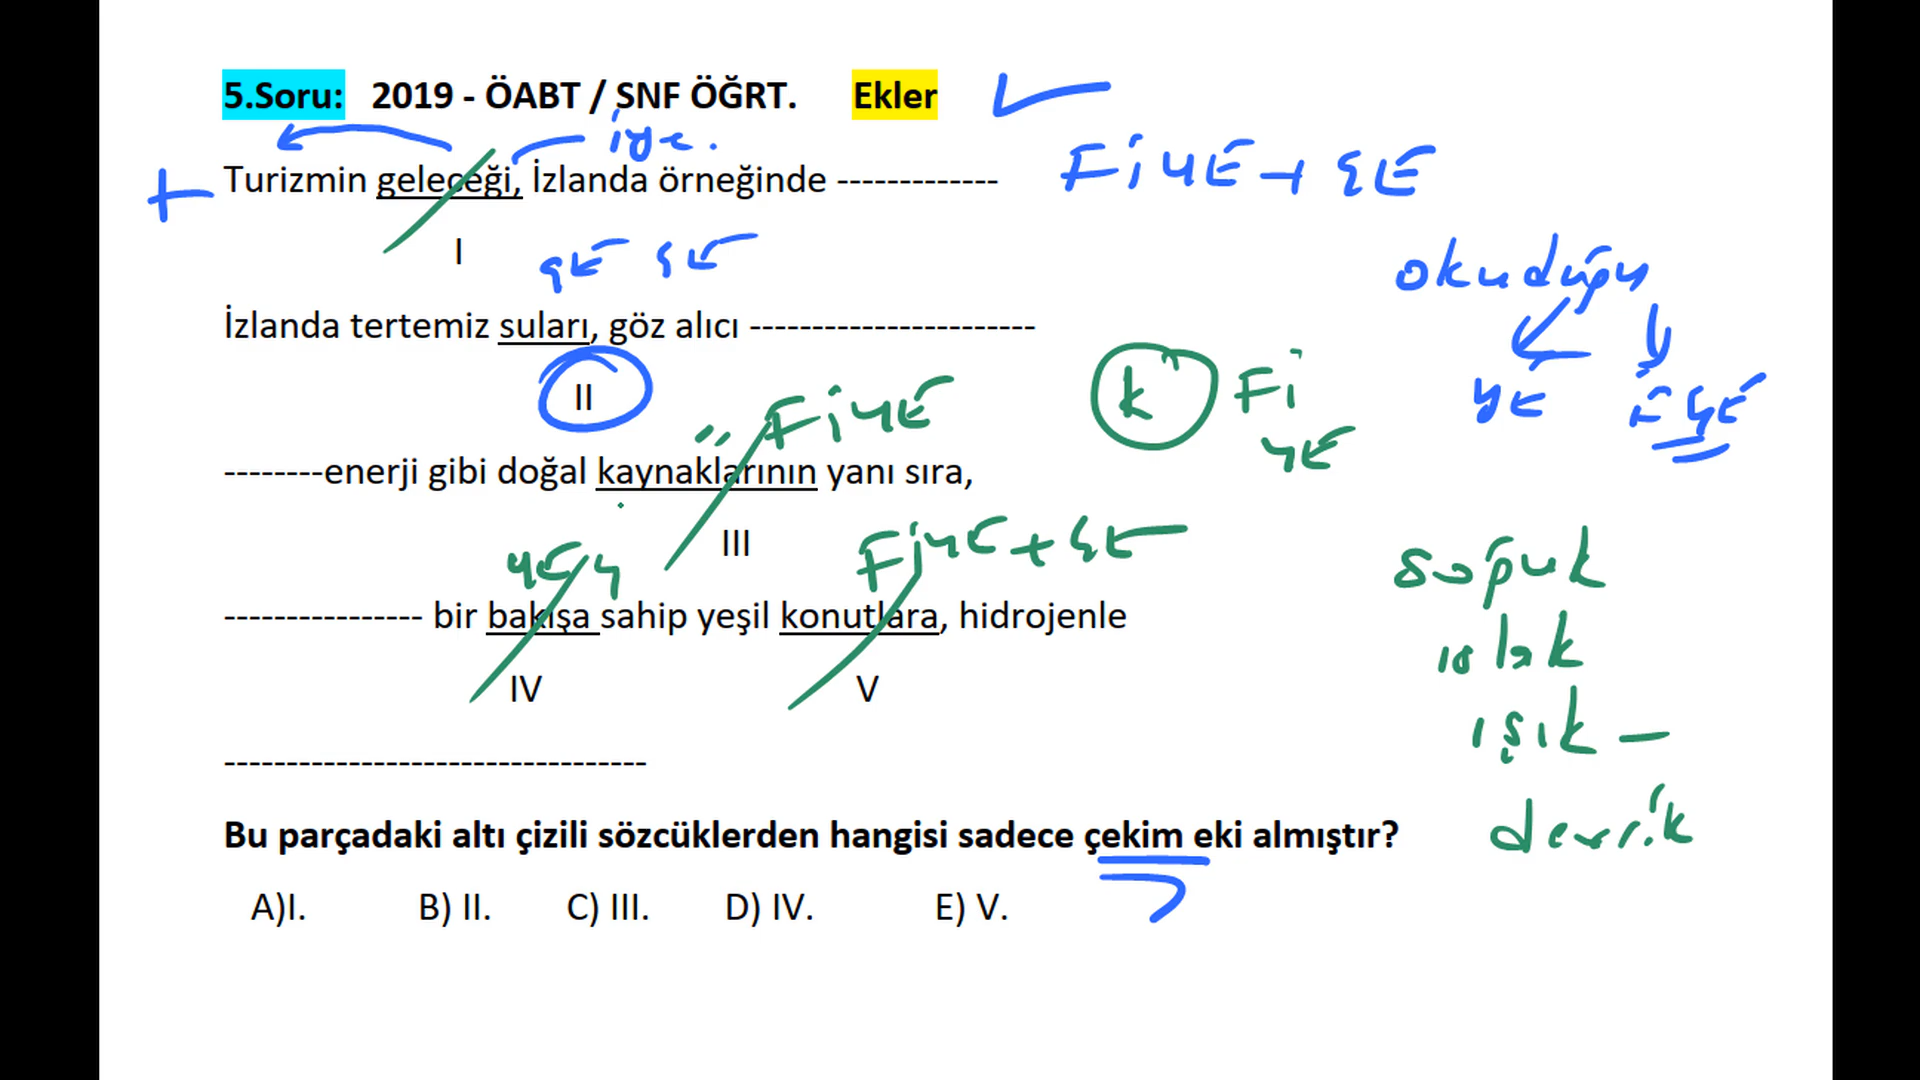 5.Soru: 2019 - ÖABT / SNF ÖĞRT. Ekler
iye.
Turizmin geleceği, İzlanda örneğinde -------------
FİYE + ÇE
I
ÇE ÇE
okuduğu
İzlanda tertemiz suları, göz alıcı -----------------------
YE ÇE
II
FİYE
k Fİ
YE
--------enerji gibi doğal kaynaklarının yanı sıra,
III
FİYE + ÇE
soğuk
---------------- bir bakışa sahip yeşil konutlara, hidrojenle
ıslak
IV V
ışık –
---------------------------------
Bu parçadaki altı çizili sözcüklerden hangisi sadece çekim eki almıştır?
A)I. B) II. C) III. D) IV. E) V.